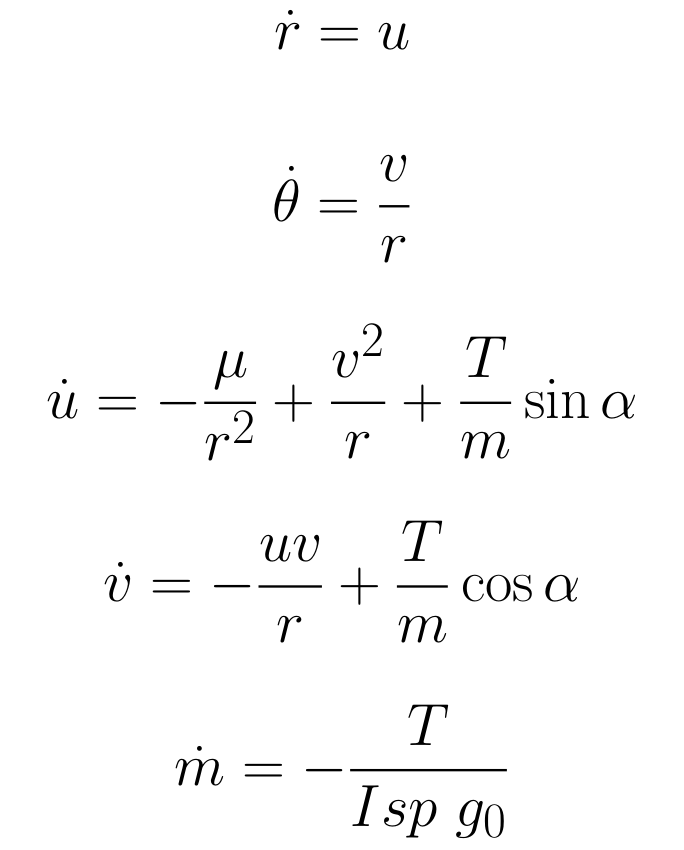 ṙ = u
θ̇ = v/r
u̇ = −μ/r² + v²/r + T/m sin α
v̇ = −uv/r + T/m cos α
ṁ = −T/(Isp g₀)